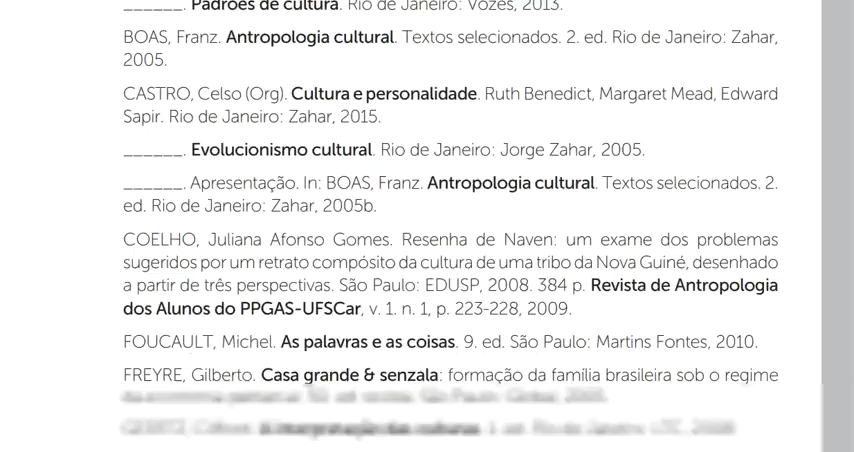 ______. Padrões de cultura. Rio de Janeiro: Vozes, 2013.
BOAS, Franz. Antropologia cultural. Textos selecionados. 2. ed. Rio de Janeiro: Zahar,
2005.
CASTRO, Celso (Org). Cultura e personalidade. Ruth Benedict, Margaret Mead, Edward
Sapir. Rio de Janeiro: Zahar, 2015.
______. Evolucionismo cultural. Rio de Janeiro: Jorge Zahar, 2005.
______. Apresentação. In: BOAS, Franz. Antropologia cultural. Textos selecionados. 2.
ed. Rio de Janeiro: Zahar, 2005b.
COELHO, Juliana Afonso Gomes. Resenha de Naven: um exame dos problemas
sugeridos por um retrato compósito da cultura de uma tribo da Nova Guiné, desenhado
a partir de três perspectivas. São Paulo: EDUSP, 2008. 384 p. Revista de Antropologia
dos Alunos do PPGAS-UFSCar, v. 1. n. 1, p. 223-228, 2009.
FOUCAULT, Michel. As palavras e as coisas. 9. ed. São Paulo: Martins Fontes, 2010.
FREYRE, Gilberto. Casa grande & senzala: formação da família brasileira sob o regime